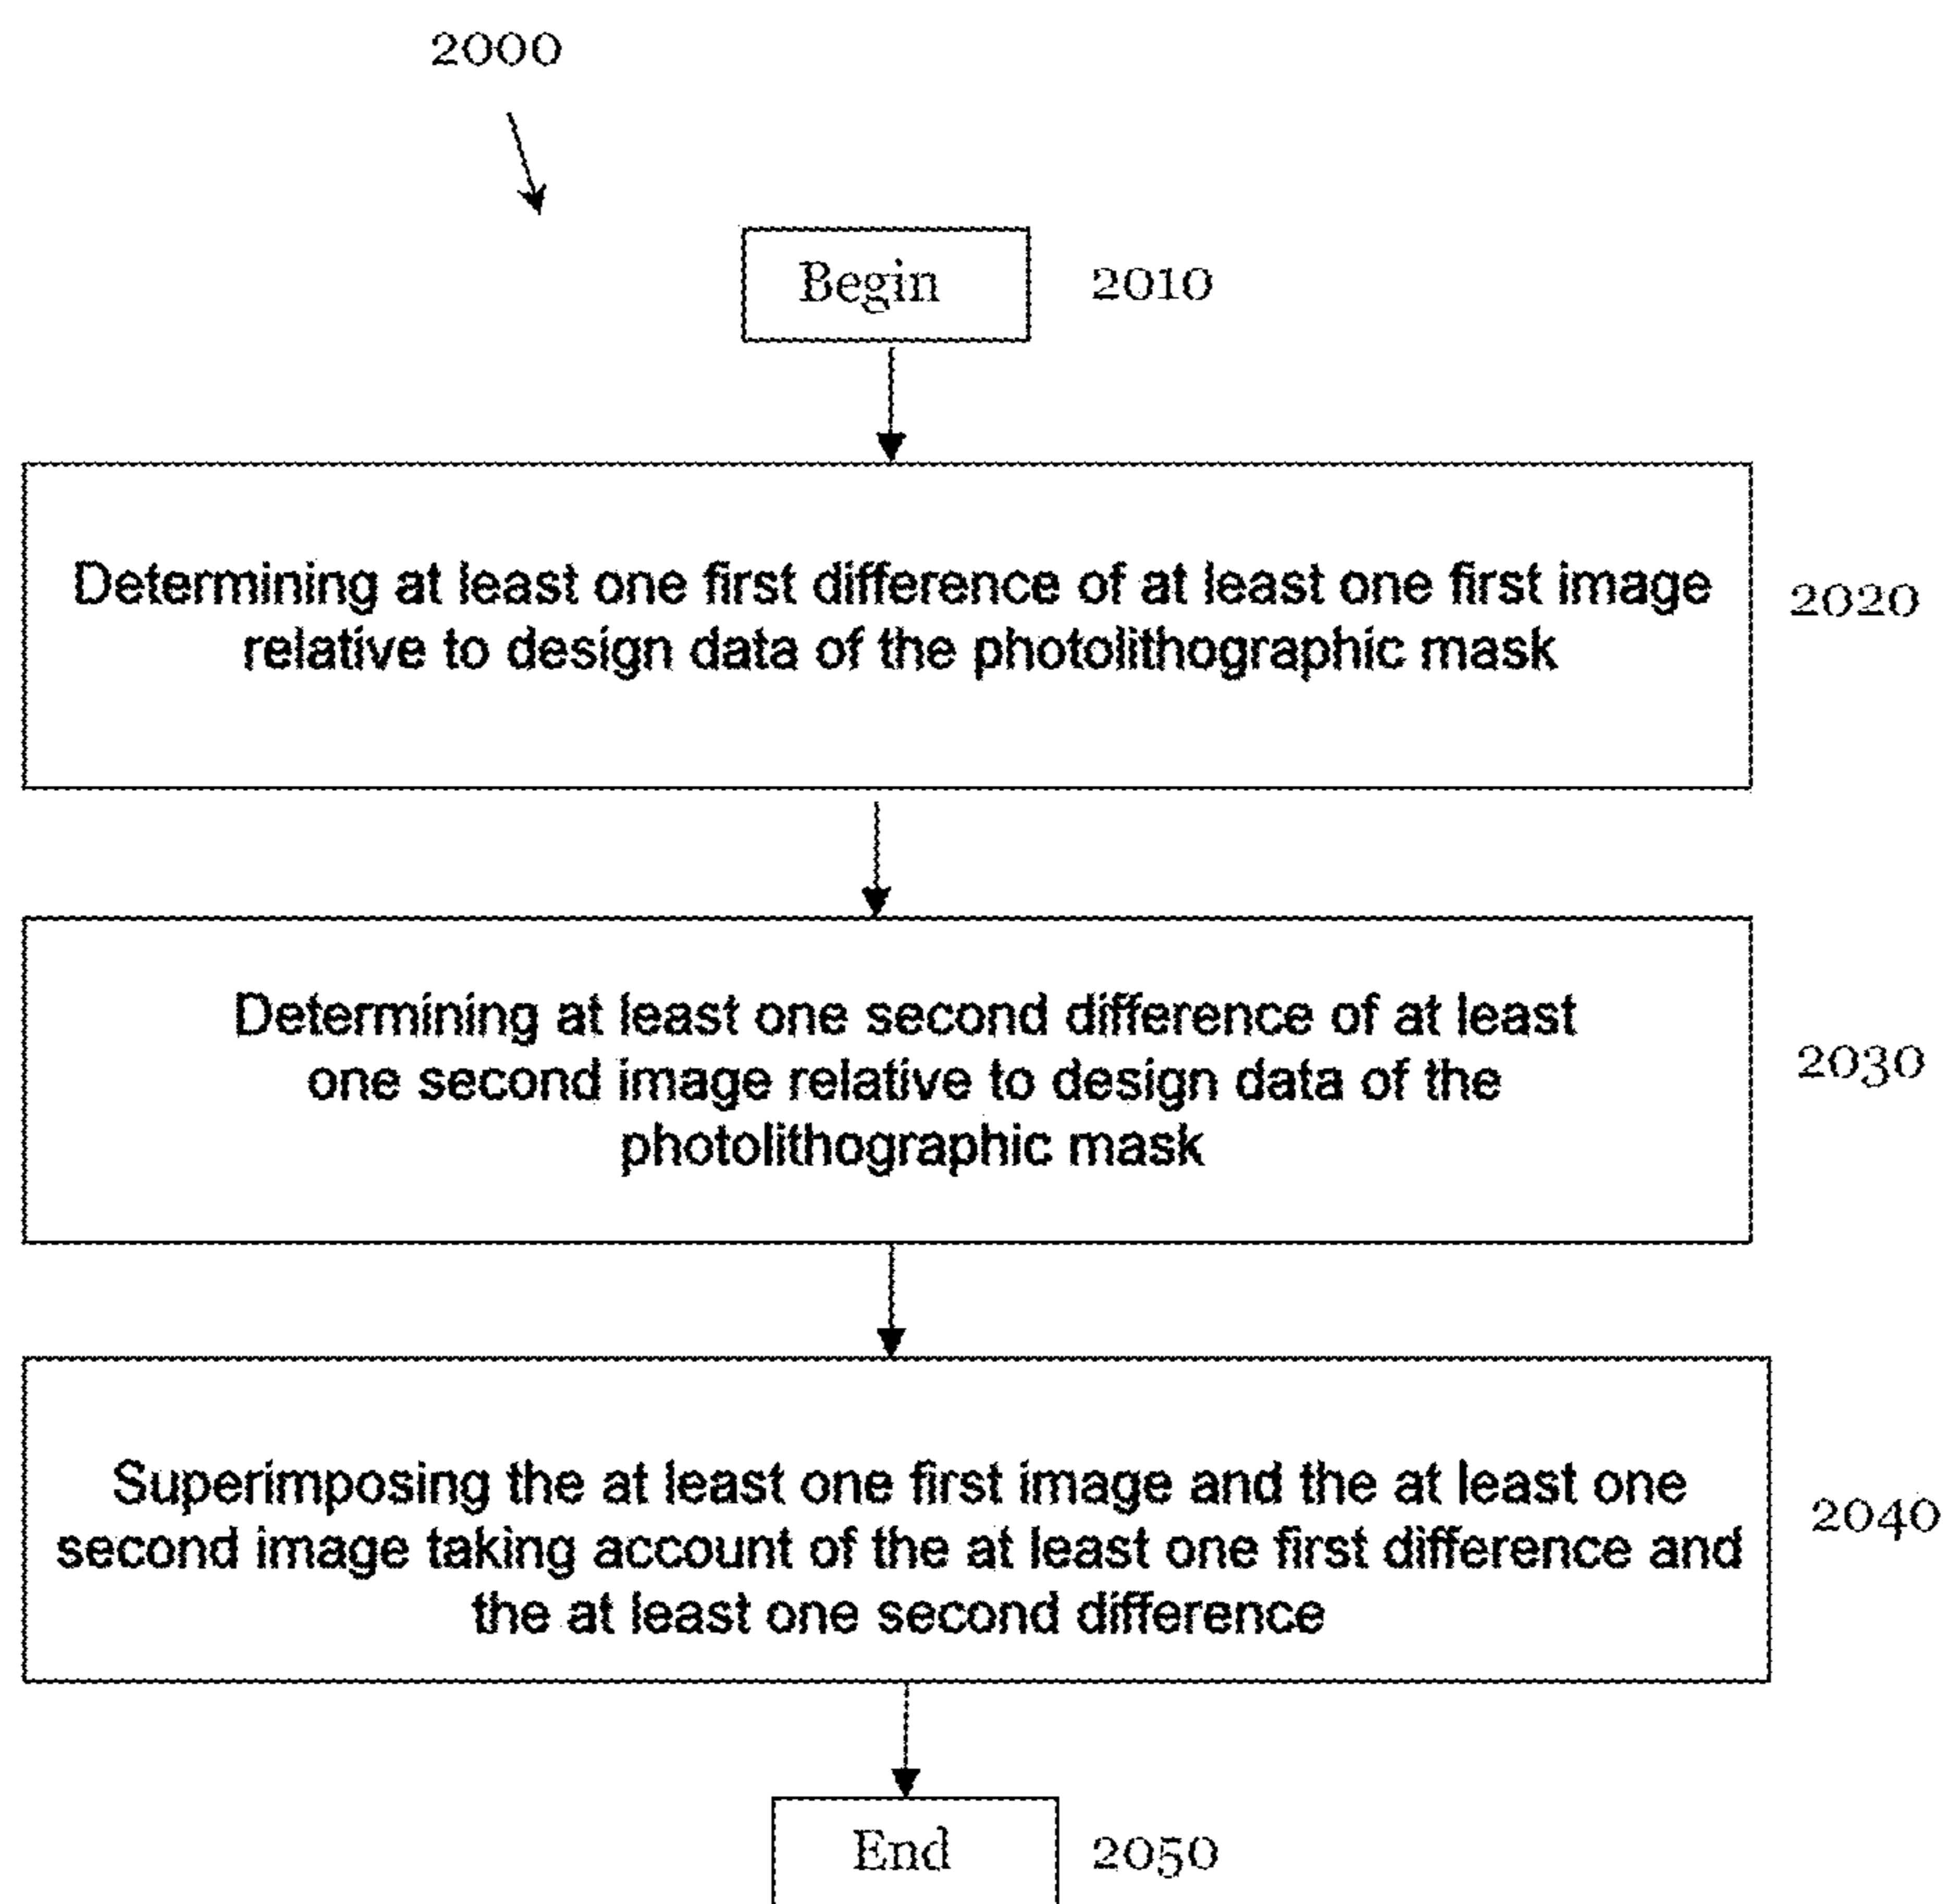 2000
Begin 2010
Determining at least one first difference of at least one first image
relative to design data of the photolithographic mask
2020
Determining at least one second difference of at least
one second image relative to design data of the
photolithographic mask
2030
Superimposing the at least one first image and the at least one
second image taking account of the at least one first difference and
the at least one second difference
2040
End 2050